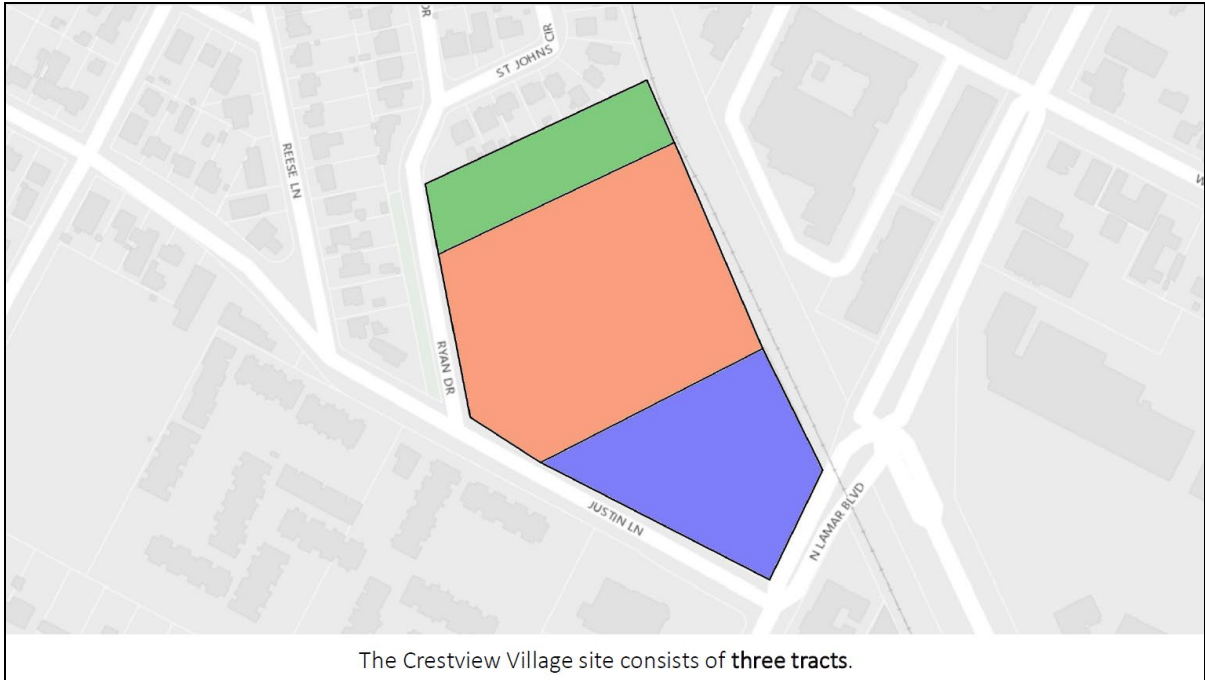 DR
ST JOHNS
CIR
REESE LN
W
RYAN DR
JUSTIN LN
N LAMAR BLVD
The Crestview Village site consists of three tracts.